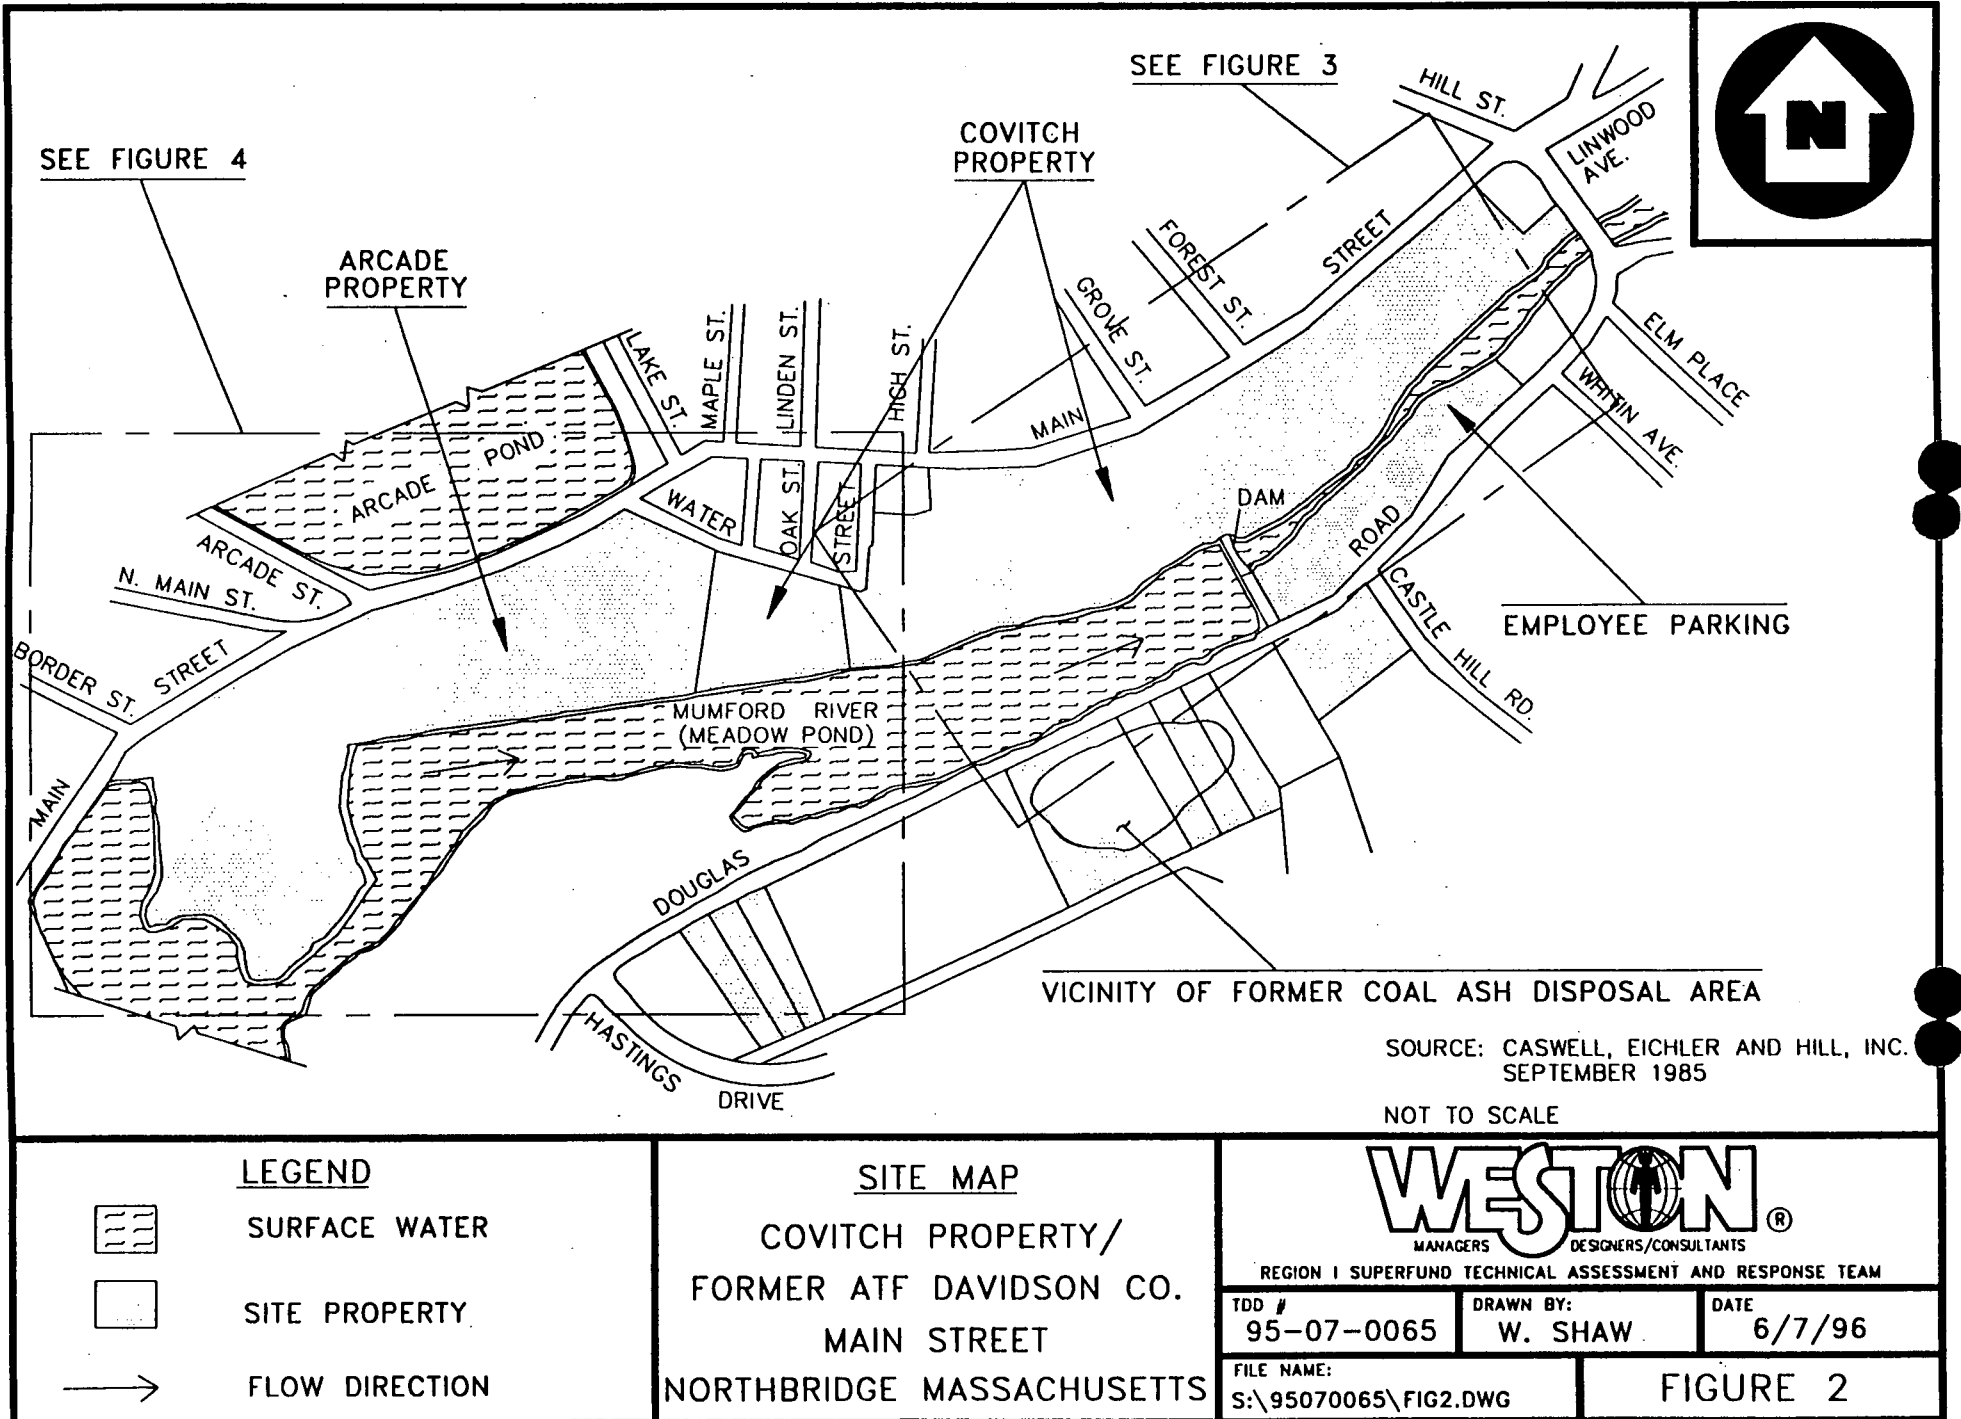 SEE FIGURE 3
HILL ST.
N
LINWOOD
AVE.
COVITCH
PROPERTY
SEE FIGURE 4
ARCADE
PROPERTY
FOREST ST.
STREET
GROVE ST.
ELM PLACE
WHITIN AVE.
LAKE ST.
MAPLE ST.
LINDEN ST.
HIGH ST.
MAIN
ARCADE POND
WATER
OAK ST.
STREET
DAM
ROAD
ARCADE ST.
N. MAIN ST.
CASTLE HILL RD.
EMPLOYEE PARKING
BORDER ST.
STREET
MUMFORD RIVER
(MEADOW POND)
MAIN
DOUGLAS
VICINITY OF FORMER COAL ASH DISPOSAL AREA
HASTINGS
DRIVE
SOURCE: CASWELL, EICHLER AND HILL, INC.
SEPTEMBER 1985
NOT TO SCALE
LEGEND
SURFACE WATER
SITE PROPERTY
FLOW DIRECTION
SITE MAP
COVITCH PROPERTY/
FORMER ATF DAVIDSON CO.
MAIN STREET
NORTHBRIDGE MASSACHUSETTS
WESTON ®
MANAGERS DESIGNERS/CONSULTANTS
REGION I SUPERFUND TECHNICAL ASSESSMENT AND RESPONSE TEAM
TDD #
95-07-0065
DRAWN BY:
W. SHAW
DATE
6/7/96
FILE NAME:
S:\95070065\FIG2.DWG
FIGURE 2